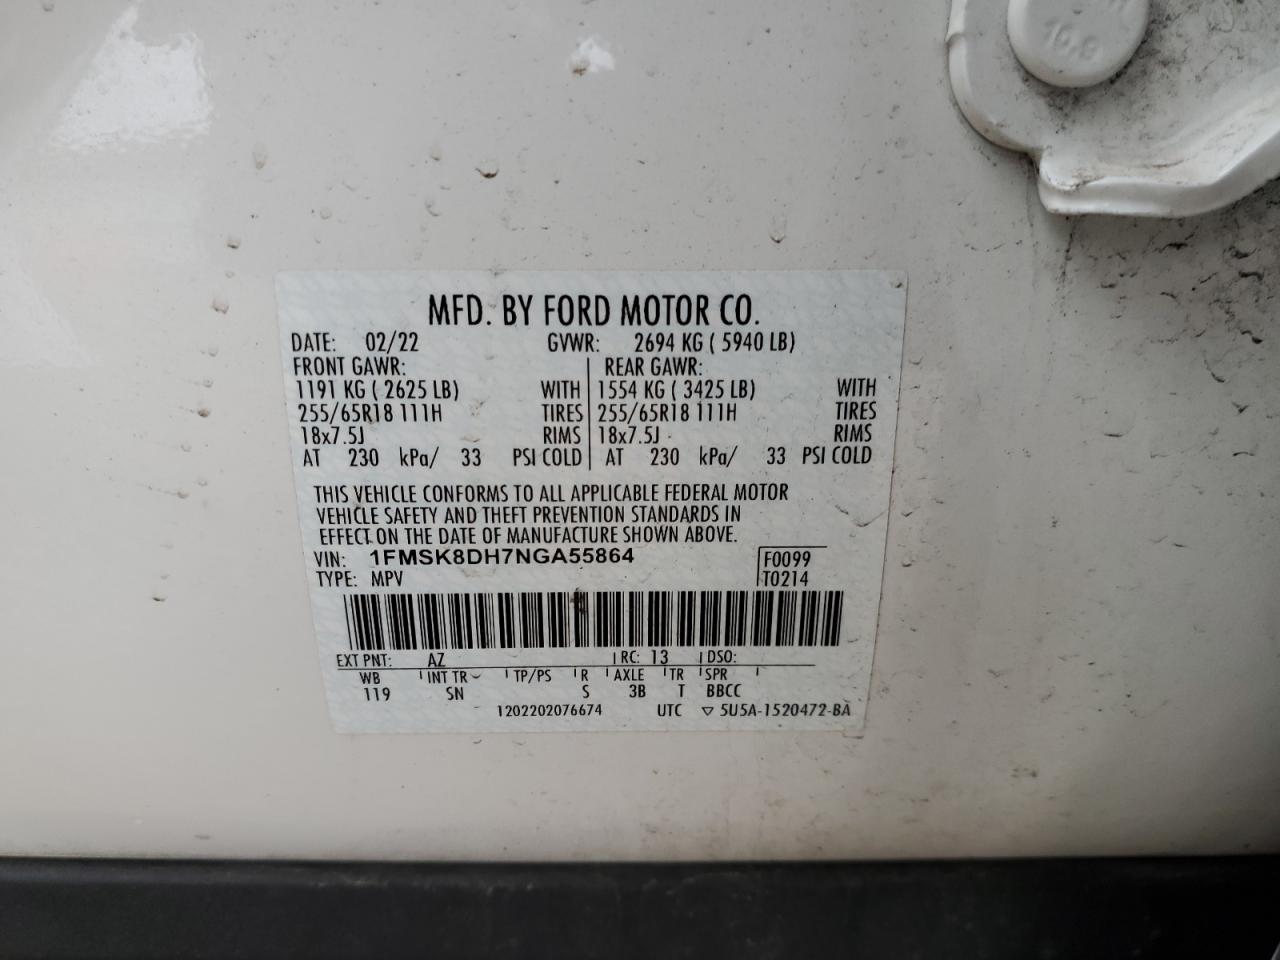 16.9
MFD. BY FORD MOTOR CO.
DATE: 02/22 GVWR: 2694 KG ( 5940 LB)
FRONT GAWR: REAR GAWR:
1191 KG ( 2625 LB) WITH 1554 KG ( 3425 LB) WITH
255/65R18 111H TIRES 255/65R18 111H TIRES
18x7.5J RIMS 18x7.5J RIMS
AT 230 kPa/ 33 PSI COLD AT 230 kPa/ 33 PSI COLD
THIS VEHICLE CONFORMS TO ALL APPLICABLE FEDERAL MOTOR
VEHICLE SAFETY AND THEFT PREVENTION STANDARDS IN
EFFECT ON THE DATE OF MANUFACTURE SHOWN ABOVE.
VIN: 1FMSK8DH7NGA55864 F0099
TYPE: MPV T0214
EXT PNT: AZ RC: 13 DSO:
WB INT TR TP/PS R AXLE TR SPR
119 SN S 3B T BBCC
1202202076674 UTC ▽ 5U5A-1520472-BA